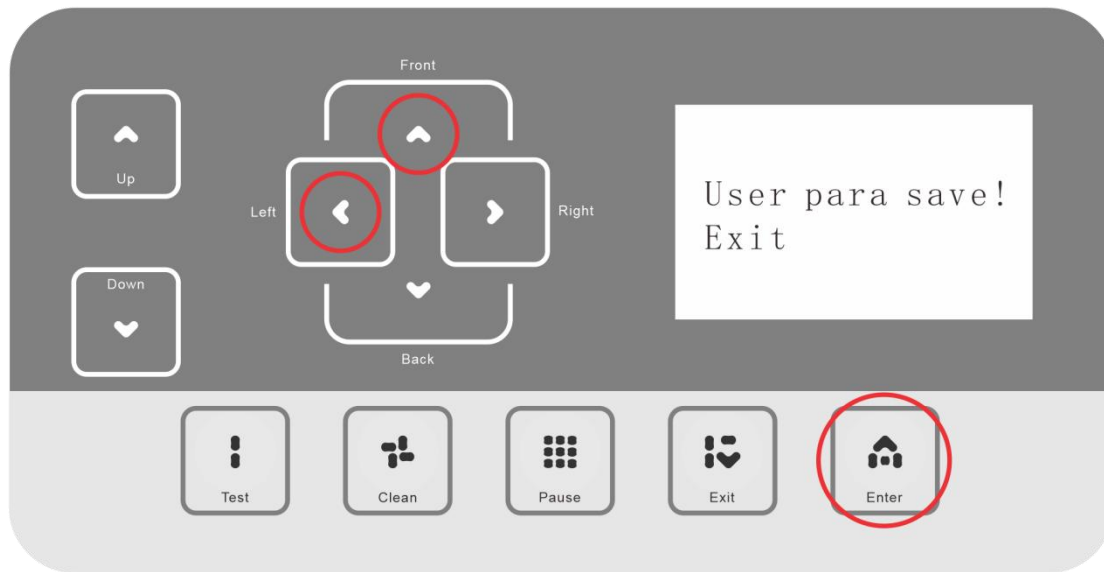 Front
Up
Left
Right
Down
Back
User para save!
Exit
Test
Clean
Pause
Exit
Enter